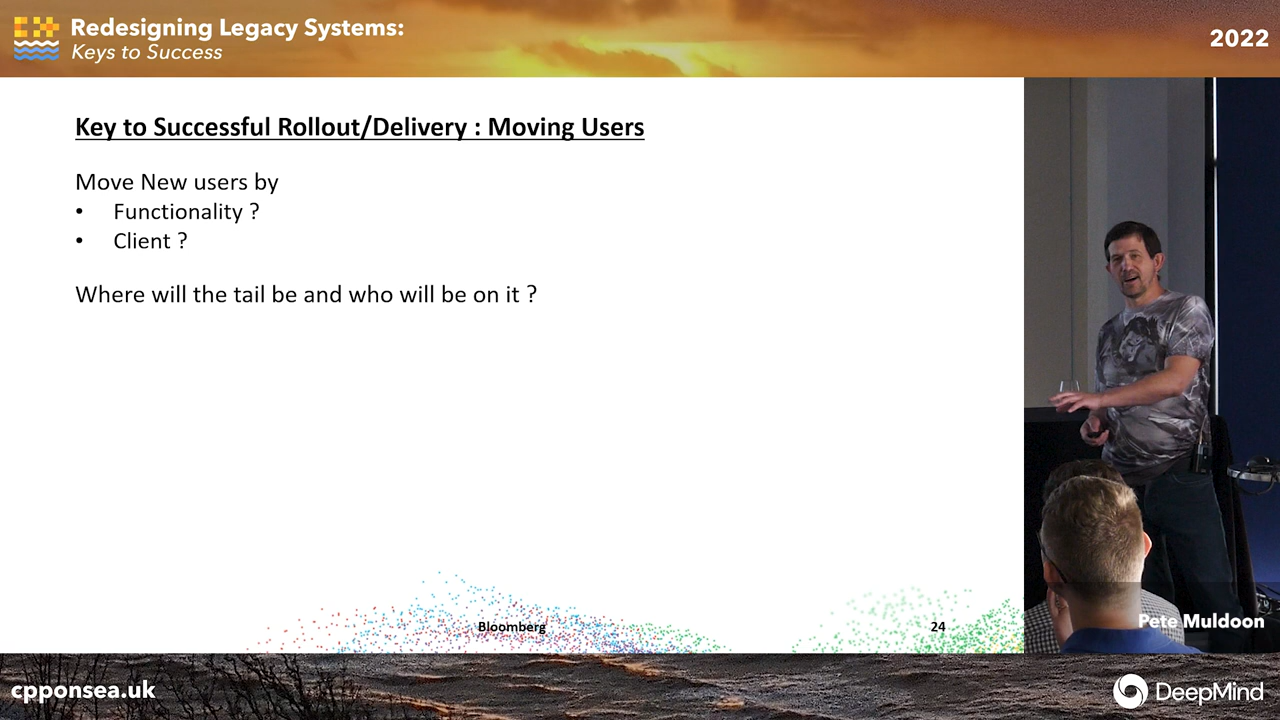 Redesigning Legacy Systems:
Keys to Success
2022
Key to Successful Rollout/Delivery : Moving Users
Move New users by
• Functionality ?
• Client ?
Where will the tail be and who will be on it ?
Bloomberg
24
Pete Muldoon
cpponsea.uk
DeepMind